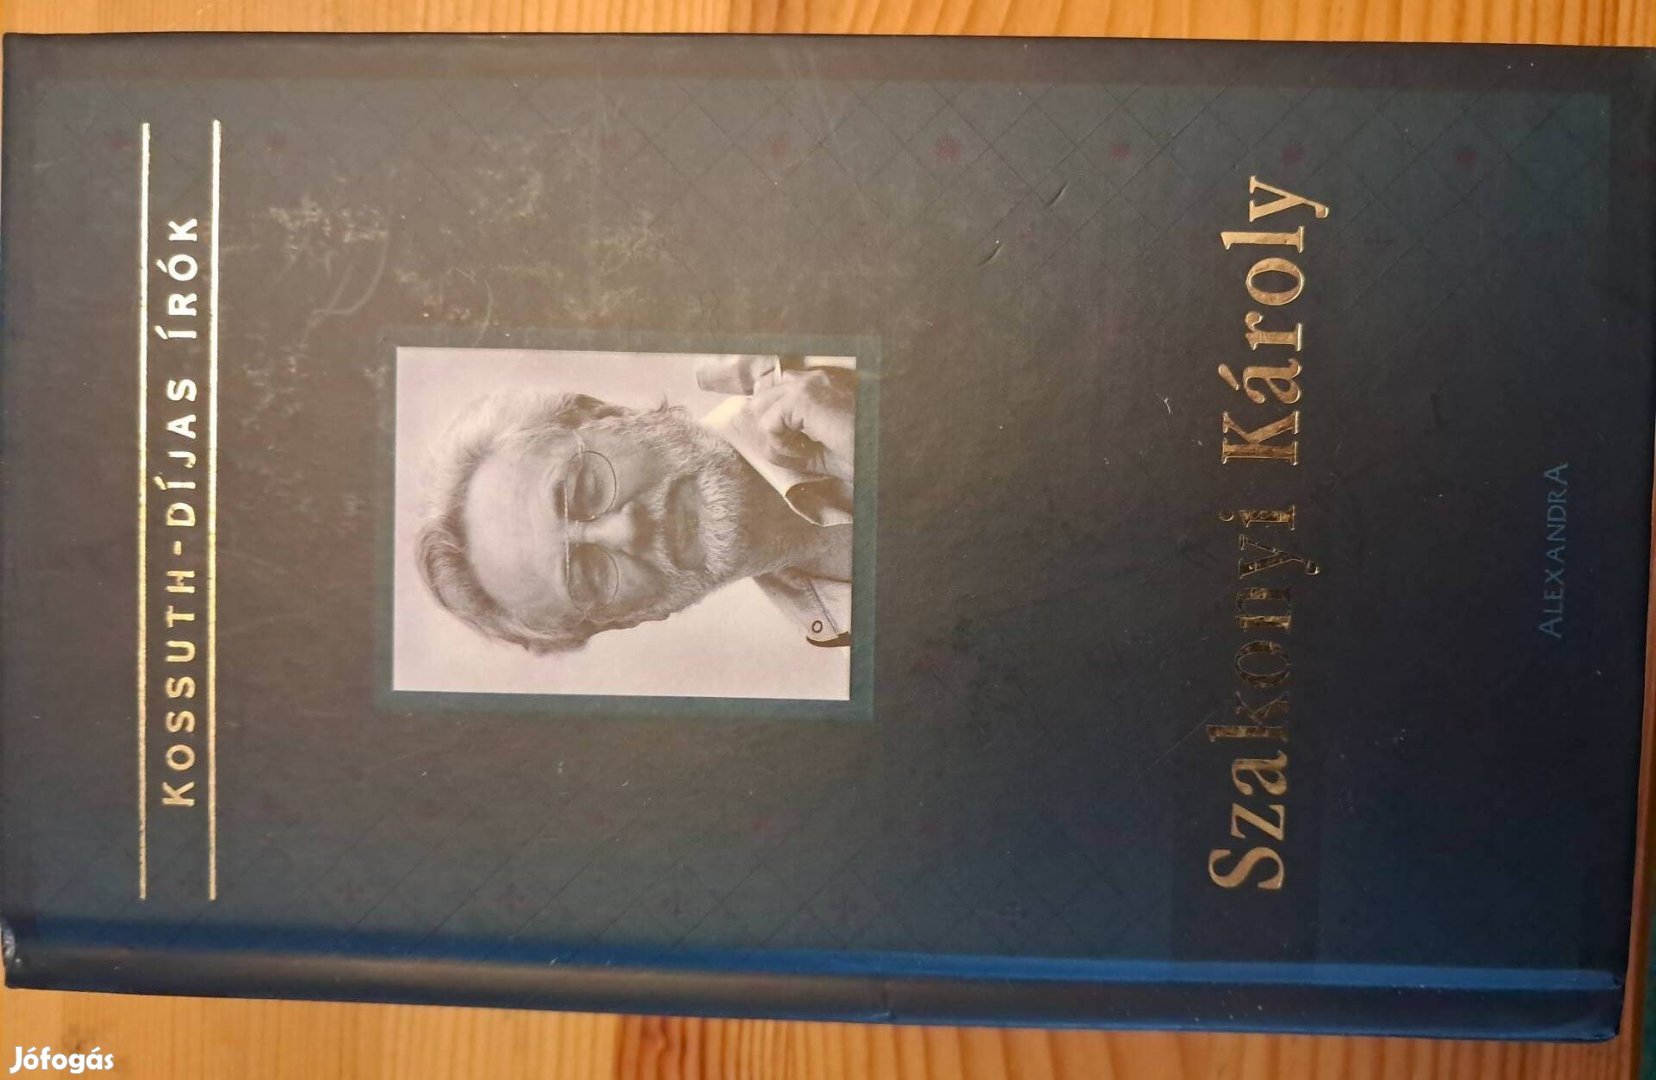 KOSSUTH-DÍJAS ÍRÓK
Szakonyi Károly
ALEXANDRA
Jófogás